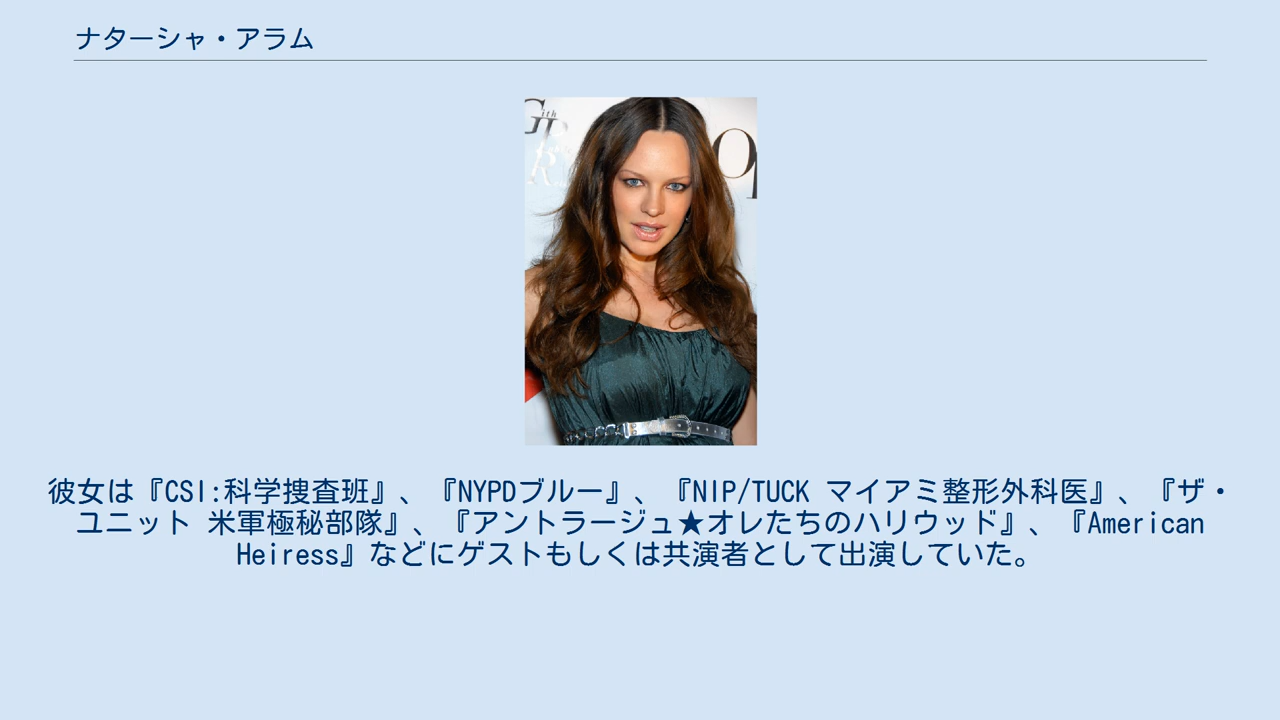 ナターシャ・アラム
彼女は『CSI:科学捜査班』、『NYPDブルー』、『NIP/TUCK マイアミ整形外科医』、『ザ・
ユニット 米軍極秘部隊』、『アントラージュ★オレたちのハリウッド』、『American
Heiress』などにゲストもしくは共演者として出演していた。